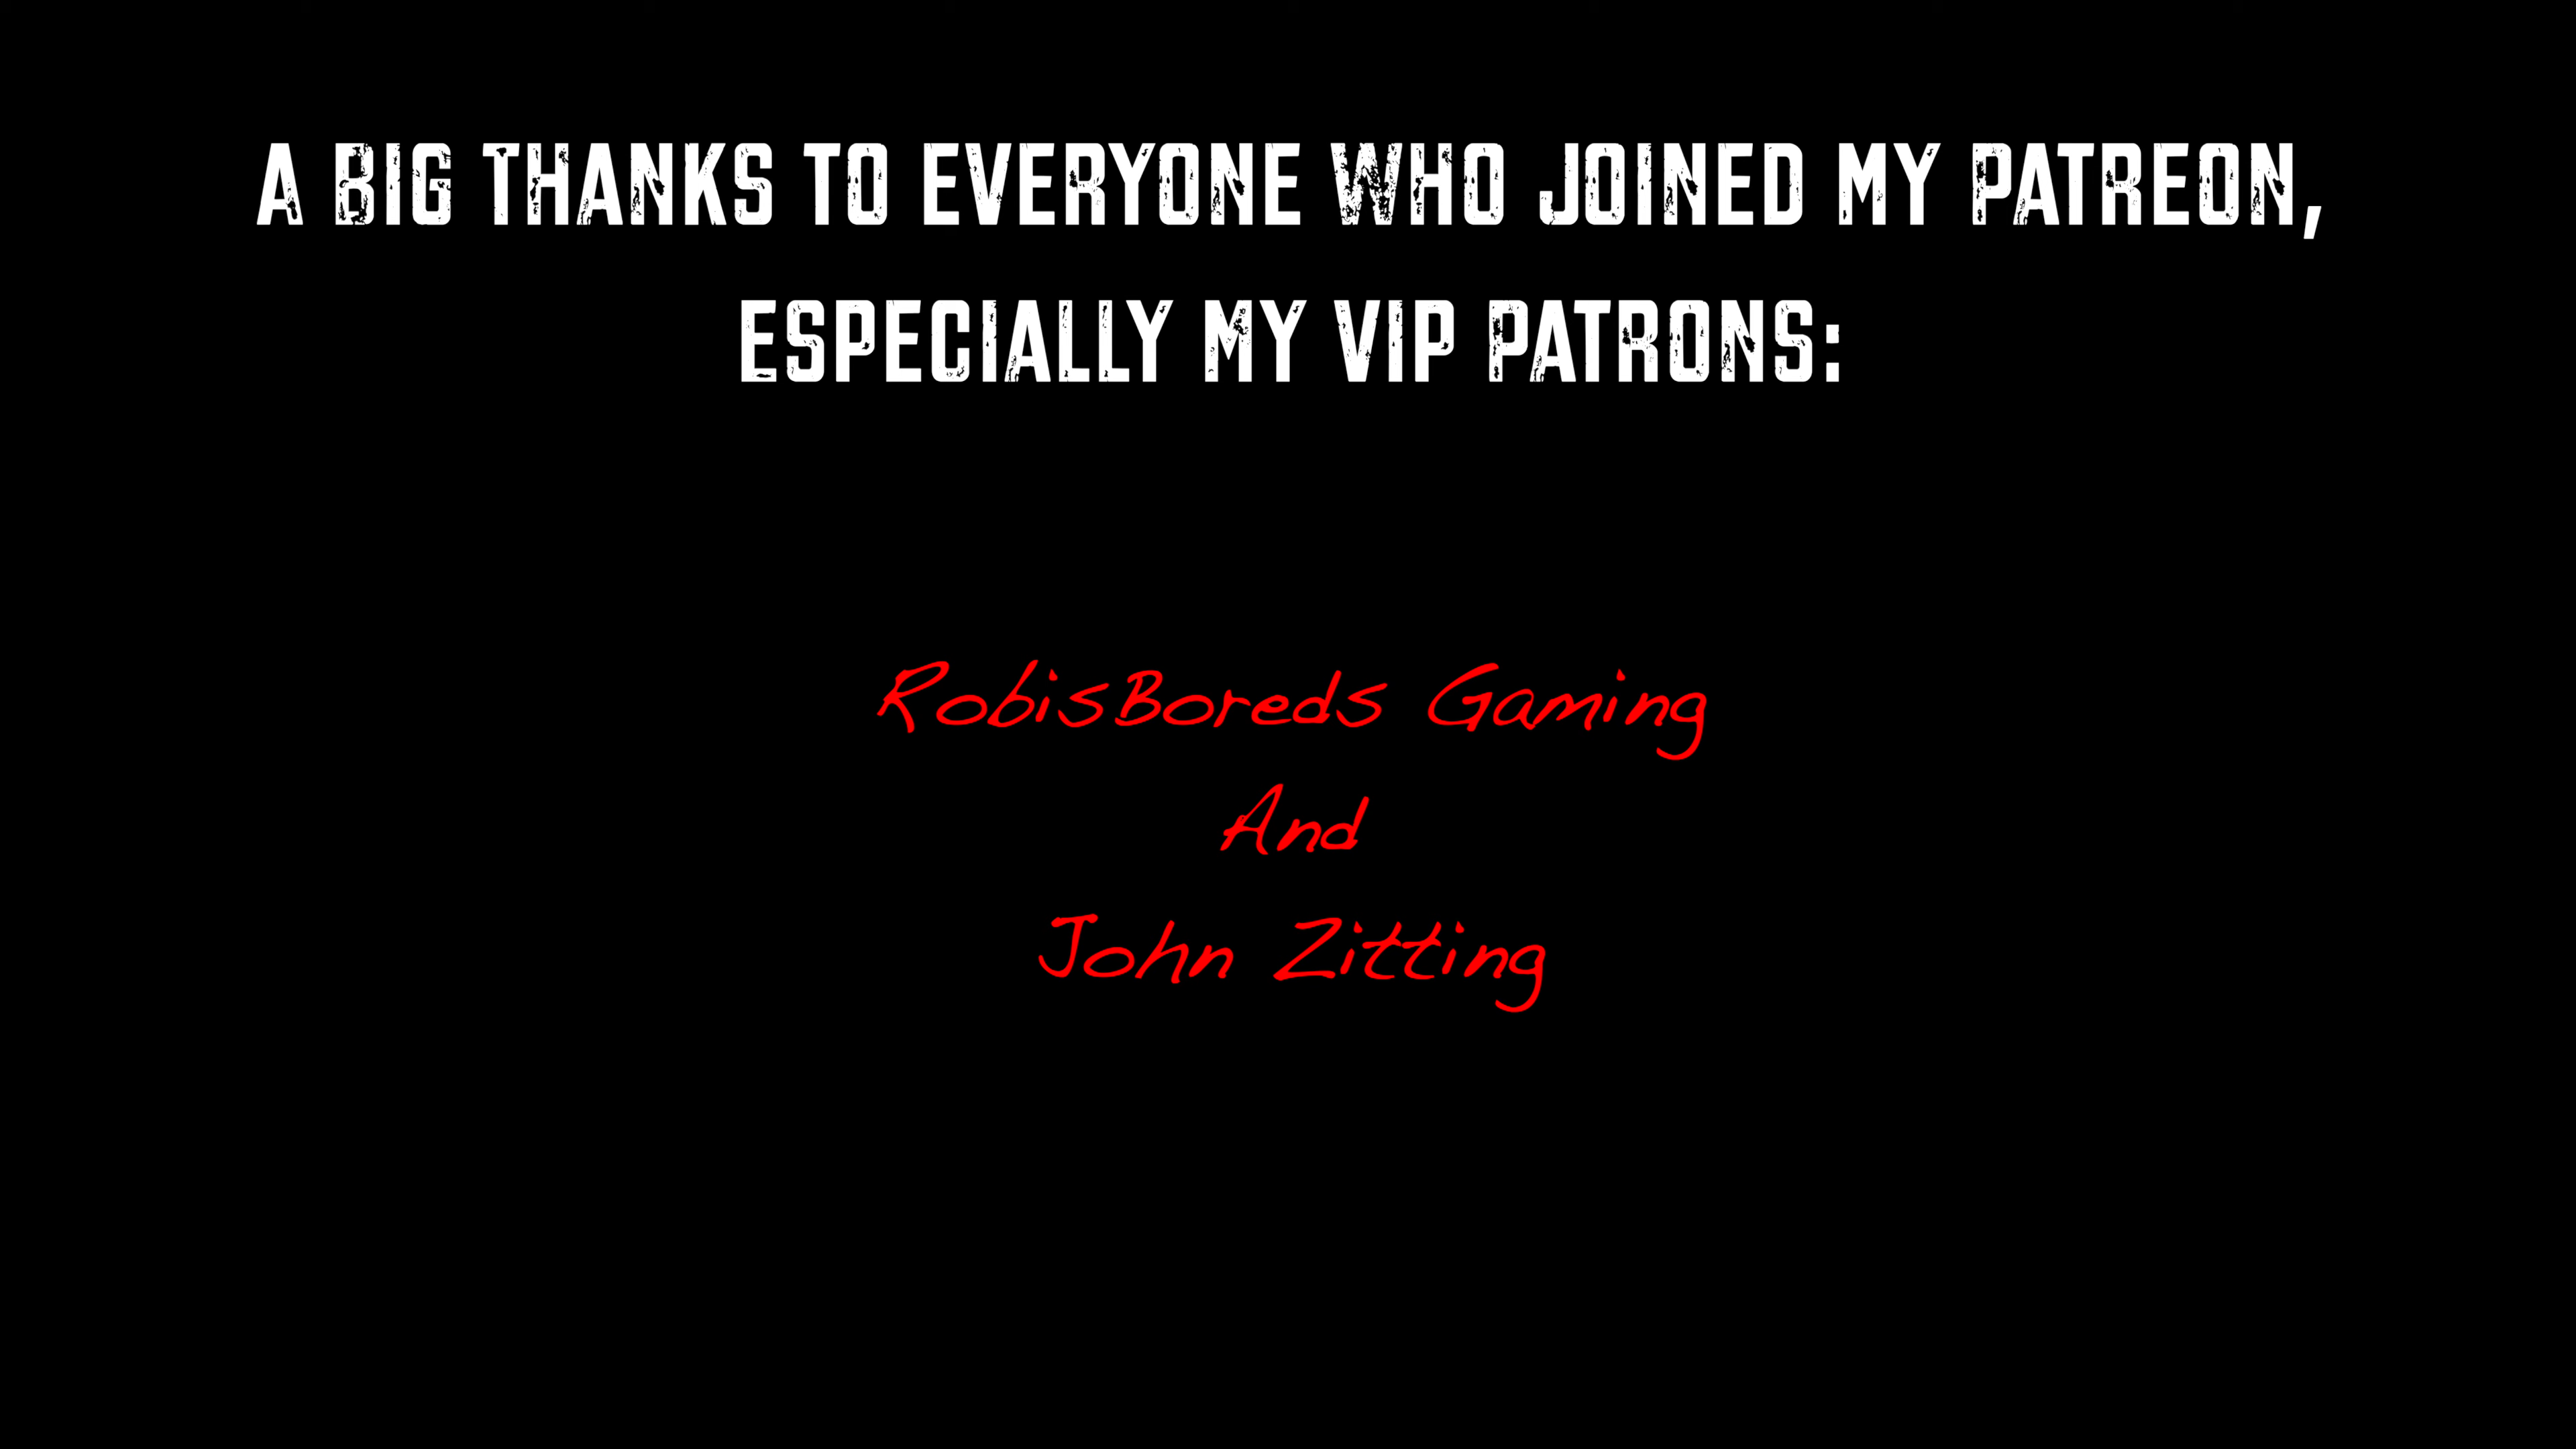 A BIG THANKS TO EVERYONE WHO JOINED MY PATREON,
ESPECIALLY MY VIP PATRONS:
RobisBoreds Gaming
And
John Zitting